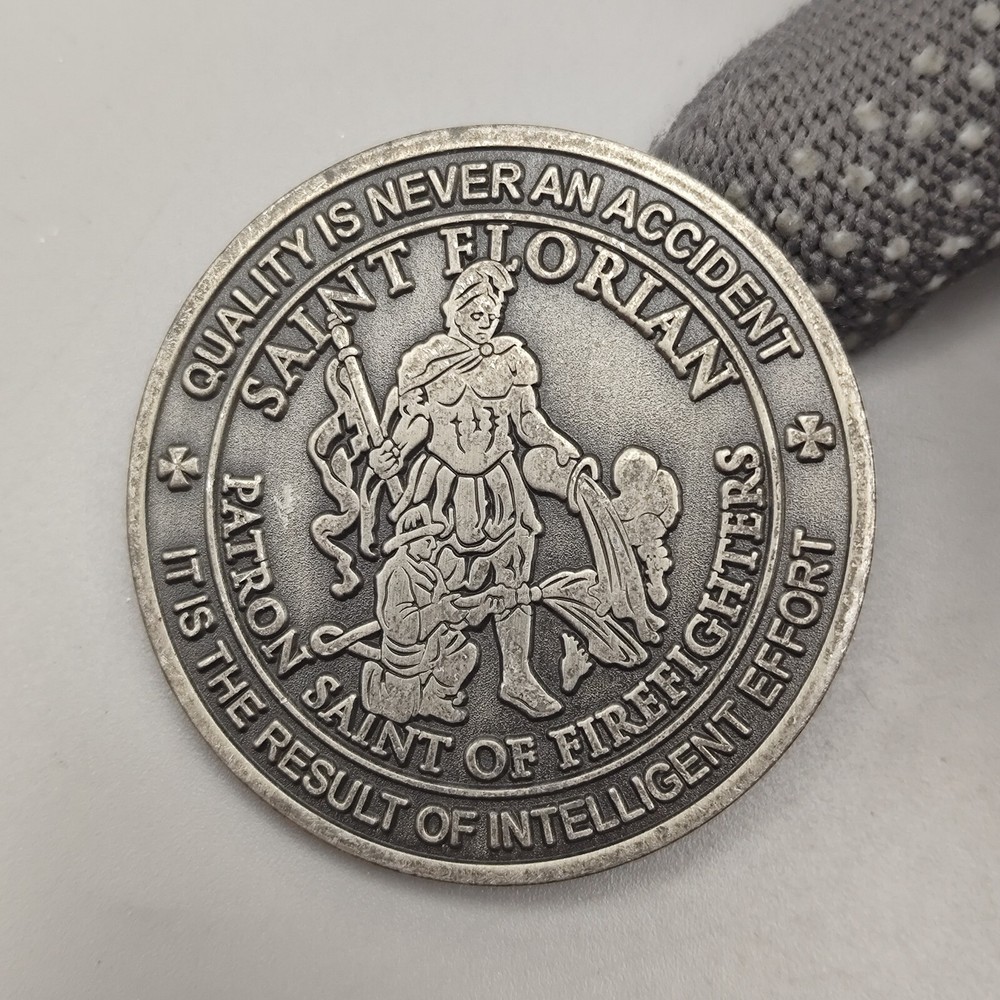 QUALITY IS NEVER AN ACCIDENT
SAINT FLORIAN
PATRON SAINT OF FIREFIGHTERS
IT IS THE RESULT OF INTELLIGENT EFFORT